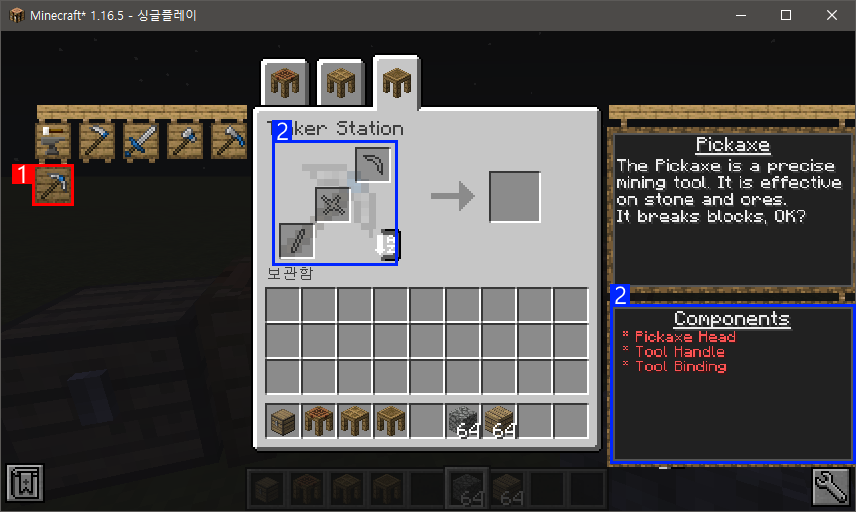 Minecraft* 1.16.5 - 싱글플레이
1
2
ker Station
보관함
64
64
Pickaxe
The Pickaxe is a precise
mining tool. It is effective
on stone and ores.
It breaks blocks, OK?
2
Components
* Pickaxe Head
* Tool Handle
* Tool Binding
64
64